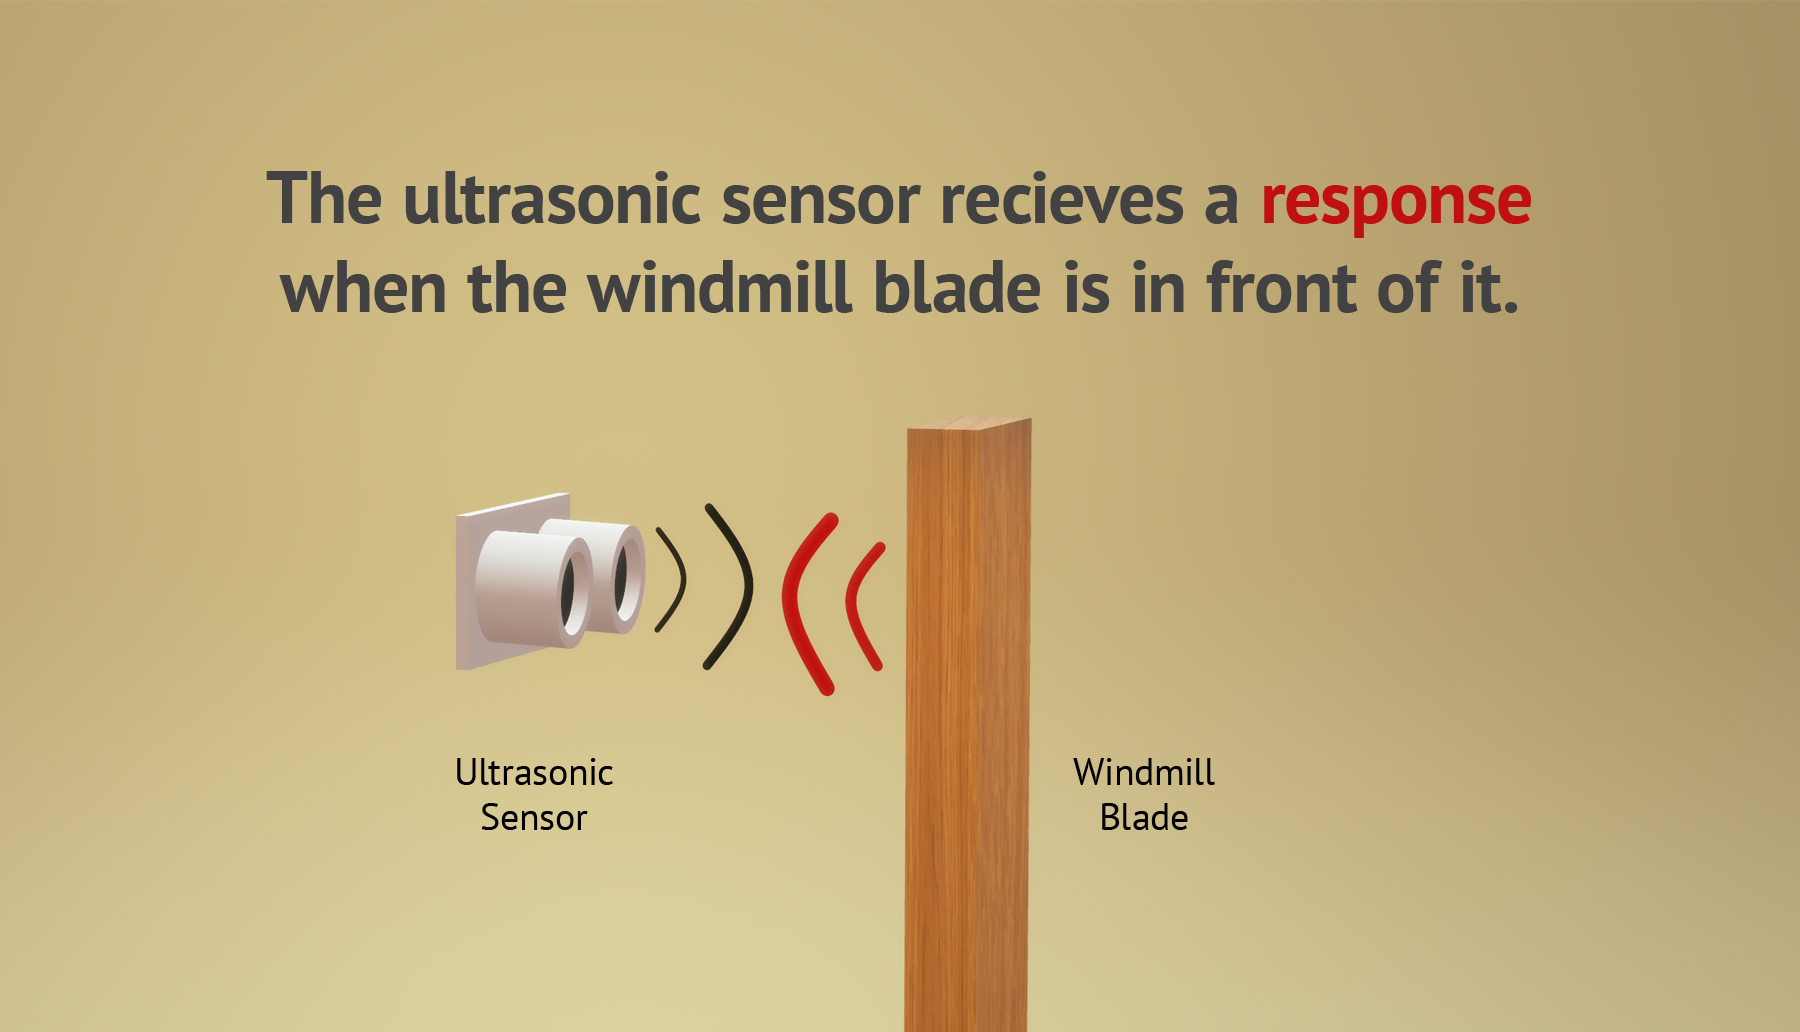 The ultrasonic sensor recieves a response
when the windmill blade is in front of it.
Ultrasonic
Sensor
Windmill
Blade